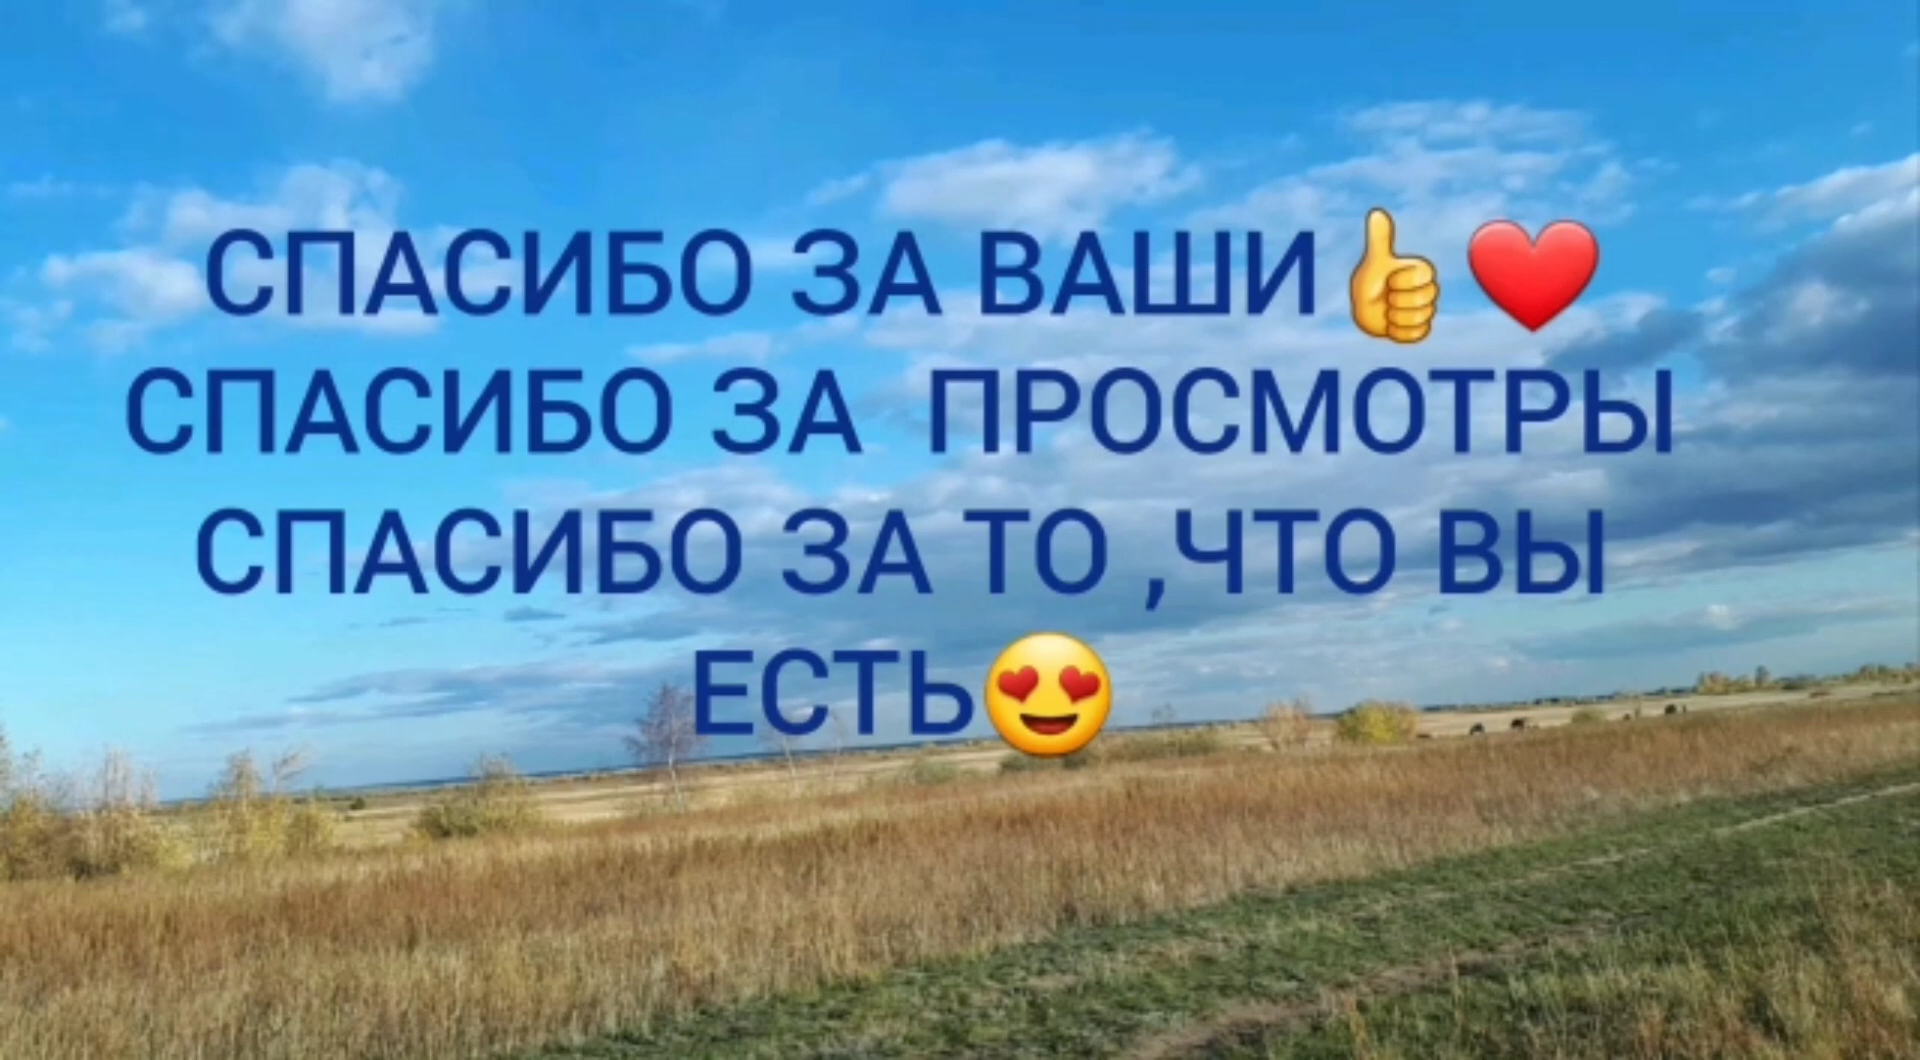 СПАСИБО ЗА ВАШИ👍❤️
СПАСИБО ЗА ПРОСМОТРЫ
СПАСИБО ЗА ТО ,ЧТО ВЫ
ЕСТЬ😍